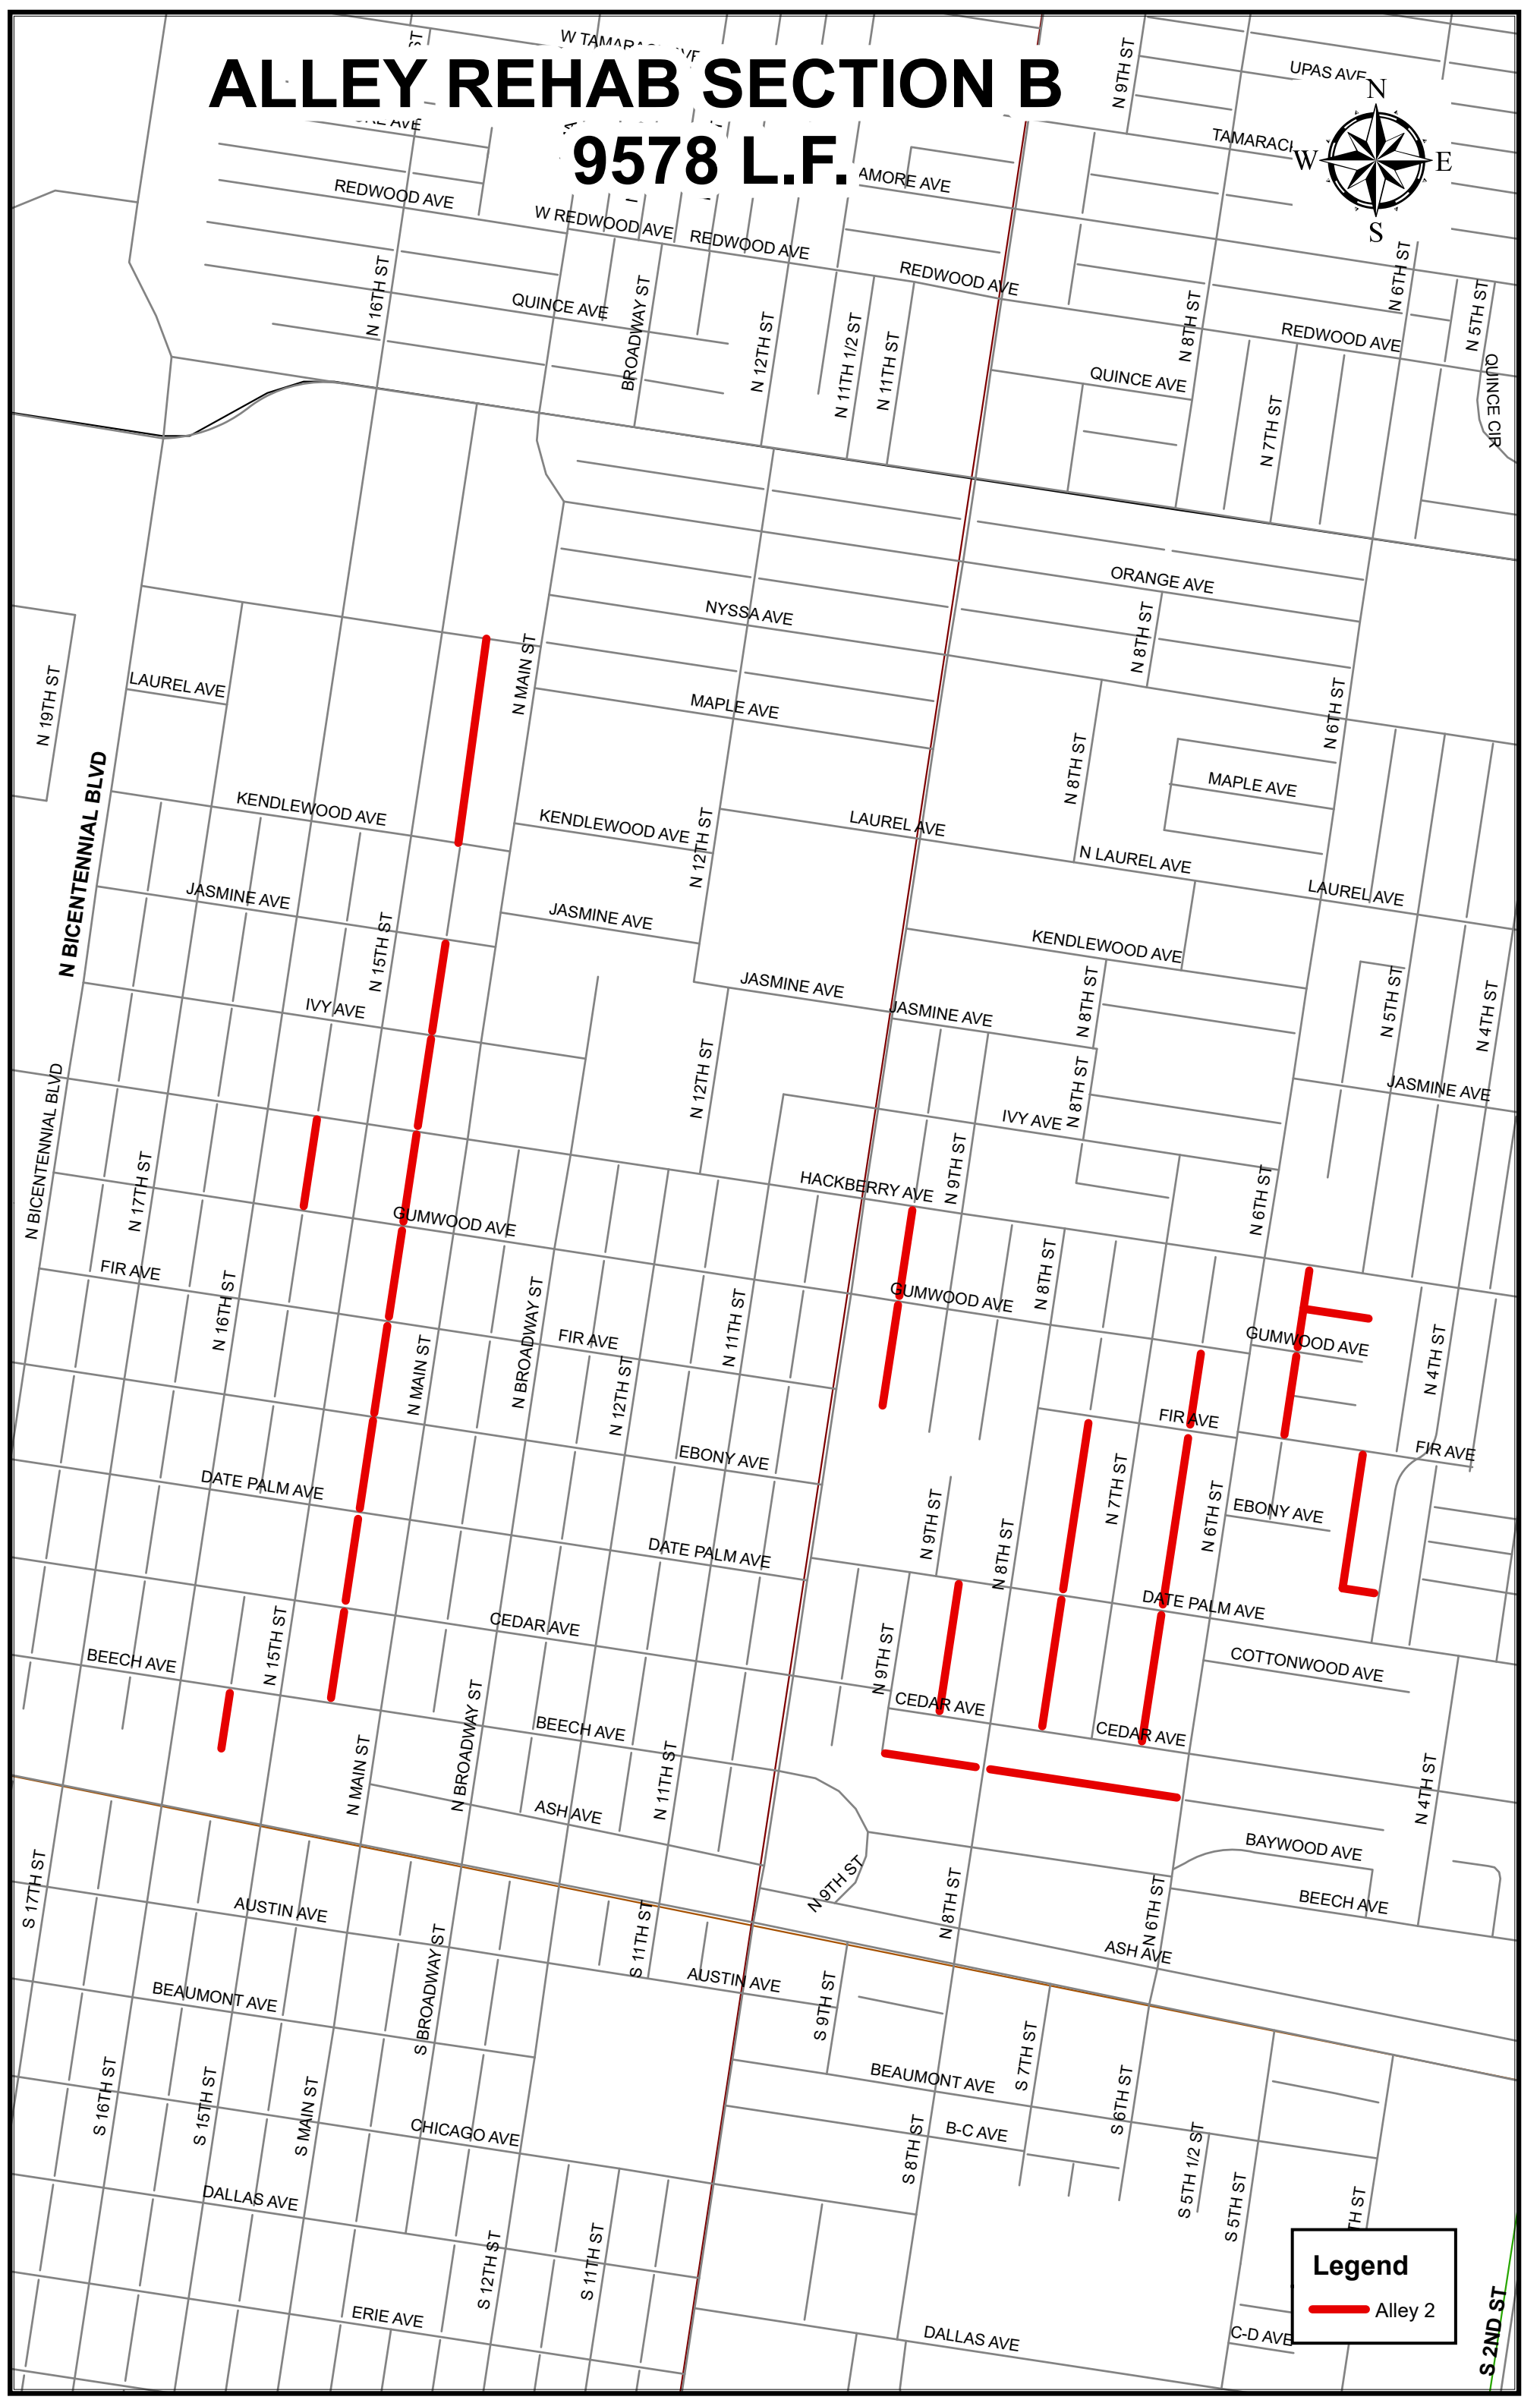 ALLEY REHAB SECTION B
9578 L.F.
N
W
E
S
UPAS AVE
N 9TH ST
REDWOOD AVE
W REDWOOD AVE
REDWOOD AVE
REDWOOD AVE
REDWOOD AVE
N 16TH ST
QUINCE AVE
BROADWAY ST
N 12TH ST
N 11TH 1/2 ST
N 11TH ST
QUINCE AVE
N 8TH ST
N 7TH ST
N 6TH ST
N 5TH ST
QUINCE CIR
ORANGE AVE
NYSSA AVE
N 8TH ST
N MAIN ST
N 19TH ST
LAUREL AVE
MAPLE AVE
N 6TH ST
N 8TH ST
MAPLE AVE
N BICENTENNIAL BLVD
KENDLEWOOD AVE
KENDLEWOOD AVE
N 12TH ST
LAUREL AVE
N LAUREL AVE
LAUREL AVE
JASMINE AVE
JASMINE AVE
N 15TH ST
KENDLEWOOD AVE
IVY AVE
JASMINE AVE
JASMINE AVE
N 8TH ST
N 5TH ST
N 4TH ST
N BICENTENNIAL BLVD
N 12TH ST
N 8TH ST
JASMINE AVE
IVY AVE
N 17TH ST
HACKBERRY AVE
N 9TH ST
N 6TH ST
GUMWOOD AVE
FIR AVE
N 16TH ST
N 8TH ST
GUMWOOD AVE
GUMWOOD AVE
N MAIN ST
N BROADWAY ST
FIR AVE
N 12TH ST
N 11TH ST
N 4TH ST
FIR AVE
FIR AVE
EBONY AVE
DATE PALM AVE
N 9TH ST
N 8TH ST
N 7TH ST
N 6TH ST
EBONY AVE
DATE PALM AVE
DATE PALM AVE
CEDAR AVE
BEECH AVE
N 15TH ST
N 9TH ST
COTTONWOOD AVE
CEDAR AVE
CEDAR AVE
BEECH AVE
N MAIN ST
N BROADWAY ST
N 11TH ST
ASH AVE
N 4TH ST
BAYWOOD AVE
S 17TH ST
N 9TH ST
N 8TH ST
N 6TH ST
BEECH AVE
AUSTIN AVE
S 11TH ST
ASH AVE
BEAUMONT AVE
S BROADWAY ST
AUSTIN AVE
S 9TH ST
S 7TH ST
S 16TH ST
S 15TH ST
S MAIN ST
BEAUMONT AVE
S 6TH ST
CHICAGO AVE
B-C AVE
S 8TH ST
S 5TH 1/2 ST
S 5TH ST
DALLAS AVE
S 12TH ST
S 11TH ST
ERIE AVE
DALLAS AVE
C-D AVE
S 2ND ST
Legend
Alley 2